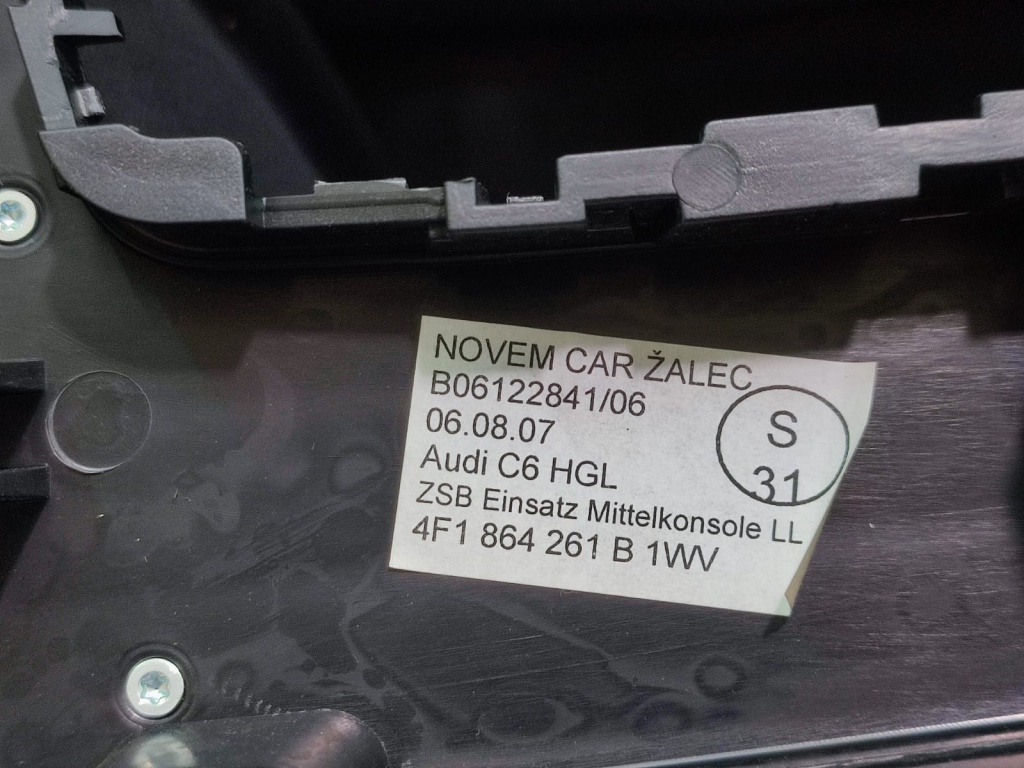 NOVEM CAR ŽALEC
B06122841/06
06.08.07
Audi C6 HGL
ZSB Einsatz Mittelkonsole LL
4F1 864 261 B 1WV
S
31